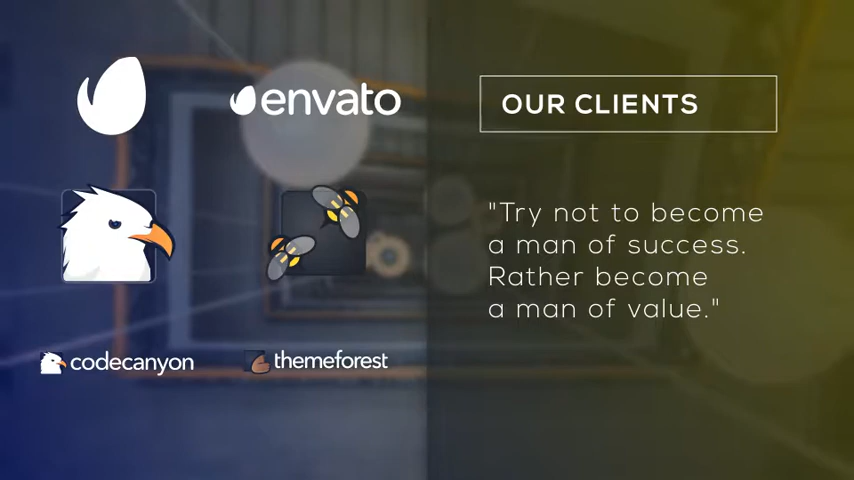 envato
OUR CLIENTS
"Try not to become
a man of success.
Rather become
a man of value."
codecanyon
themeforest